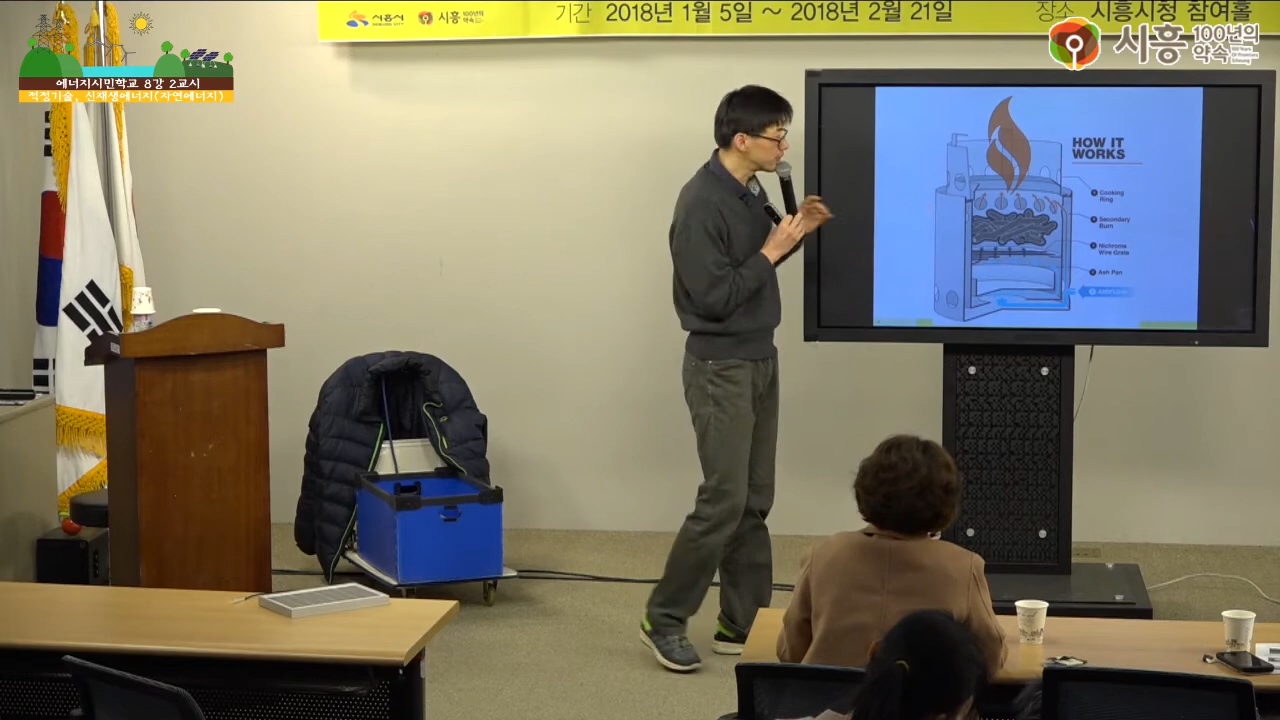 시흥시
시흥 100년의 약속
기간 2018년 1월 5일 ~ 2018년 2월 21일
장소 시흥시청 참여홀
시흥 100년의 약속
에너지시민학교 8강 2교시
적정기술, 신재생에너지(자연에너지)
HOW IT
WORKS
Cooking
Ring
Secondary
Burn
Nichrome
Wire Grate
Ash Pan